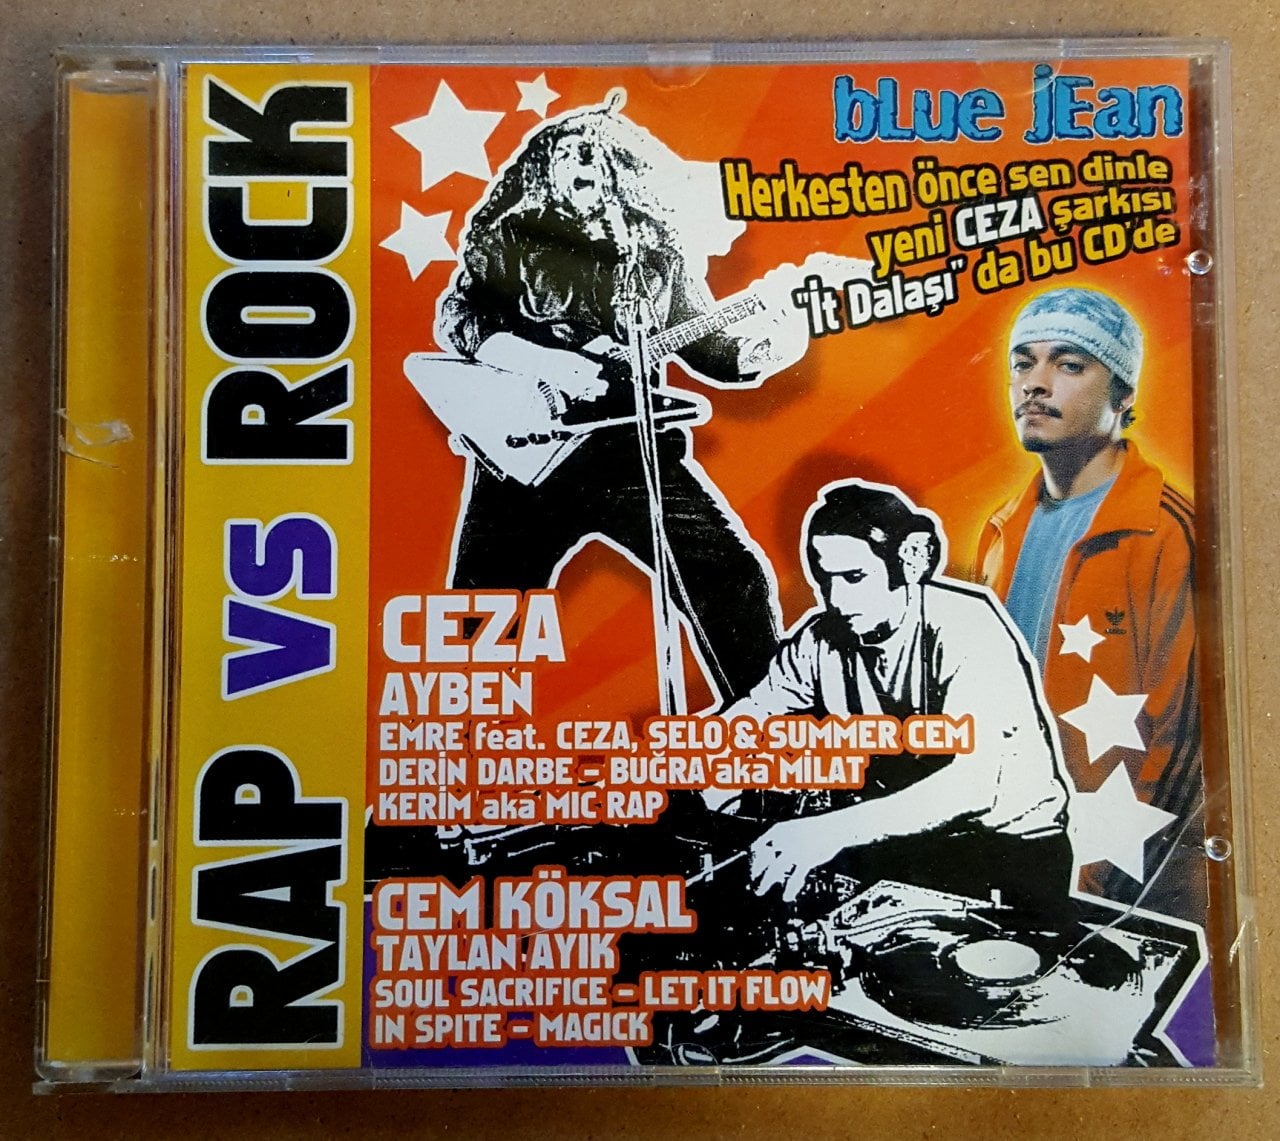 RAP vs ROCK
bLue jEan
Herkesten önce sen dinle
yeni CEZA şarkısı
"İt Dalaşı" da bu CD'de
CEZA
AYBEN
EMRE feat. CEZA, SELO & SUMMER CEM
DERİN DARBE - BUĞRA aka MİLAT
KERİM aka MIC RAP
CEM KÖKSAL
TAYLAN AYIK
SOUL SACRIFICE - LET IT FLOW
IN SPITE - MAGICK